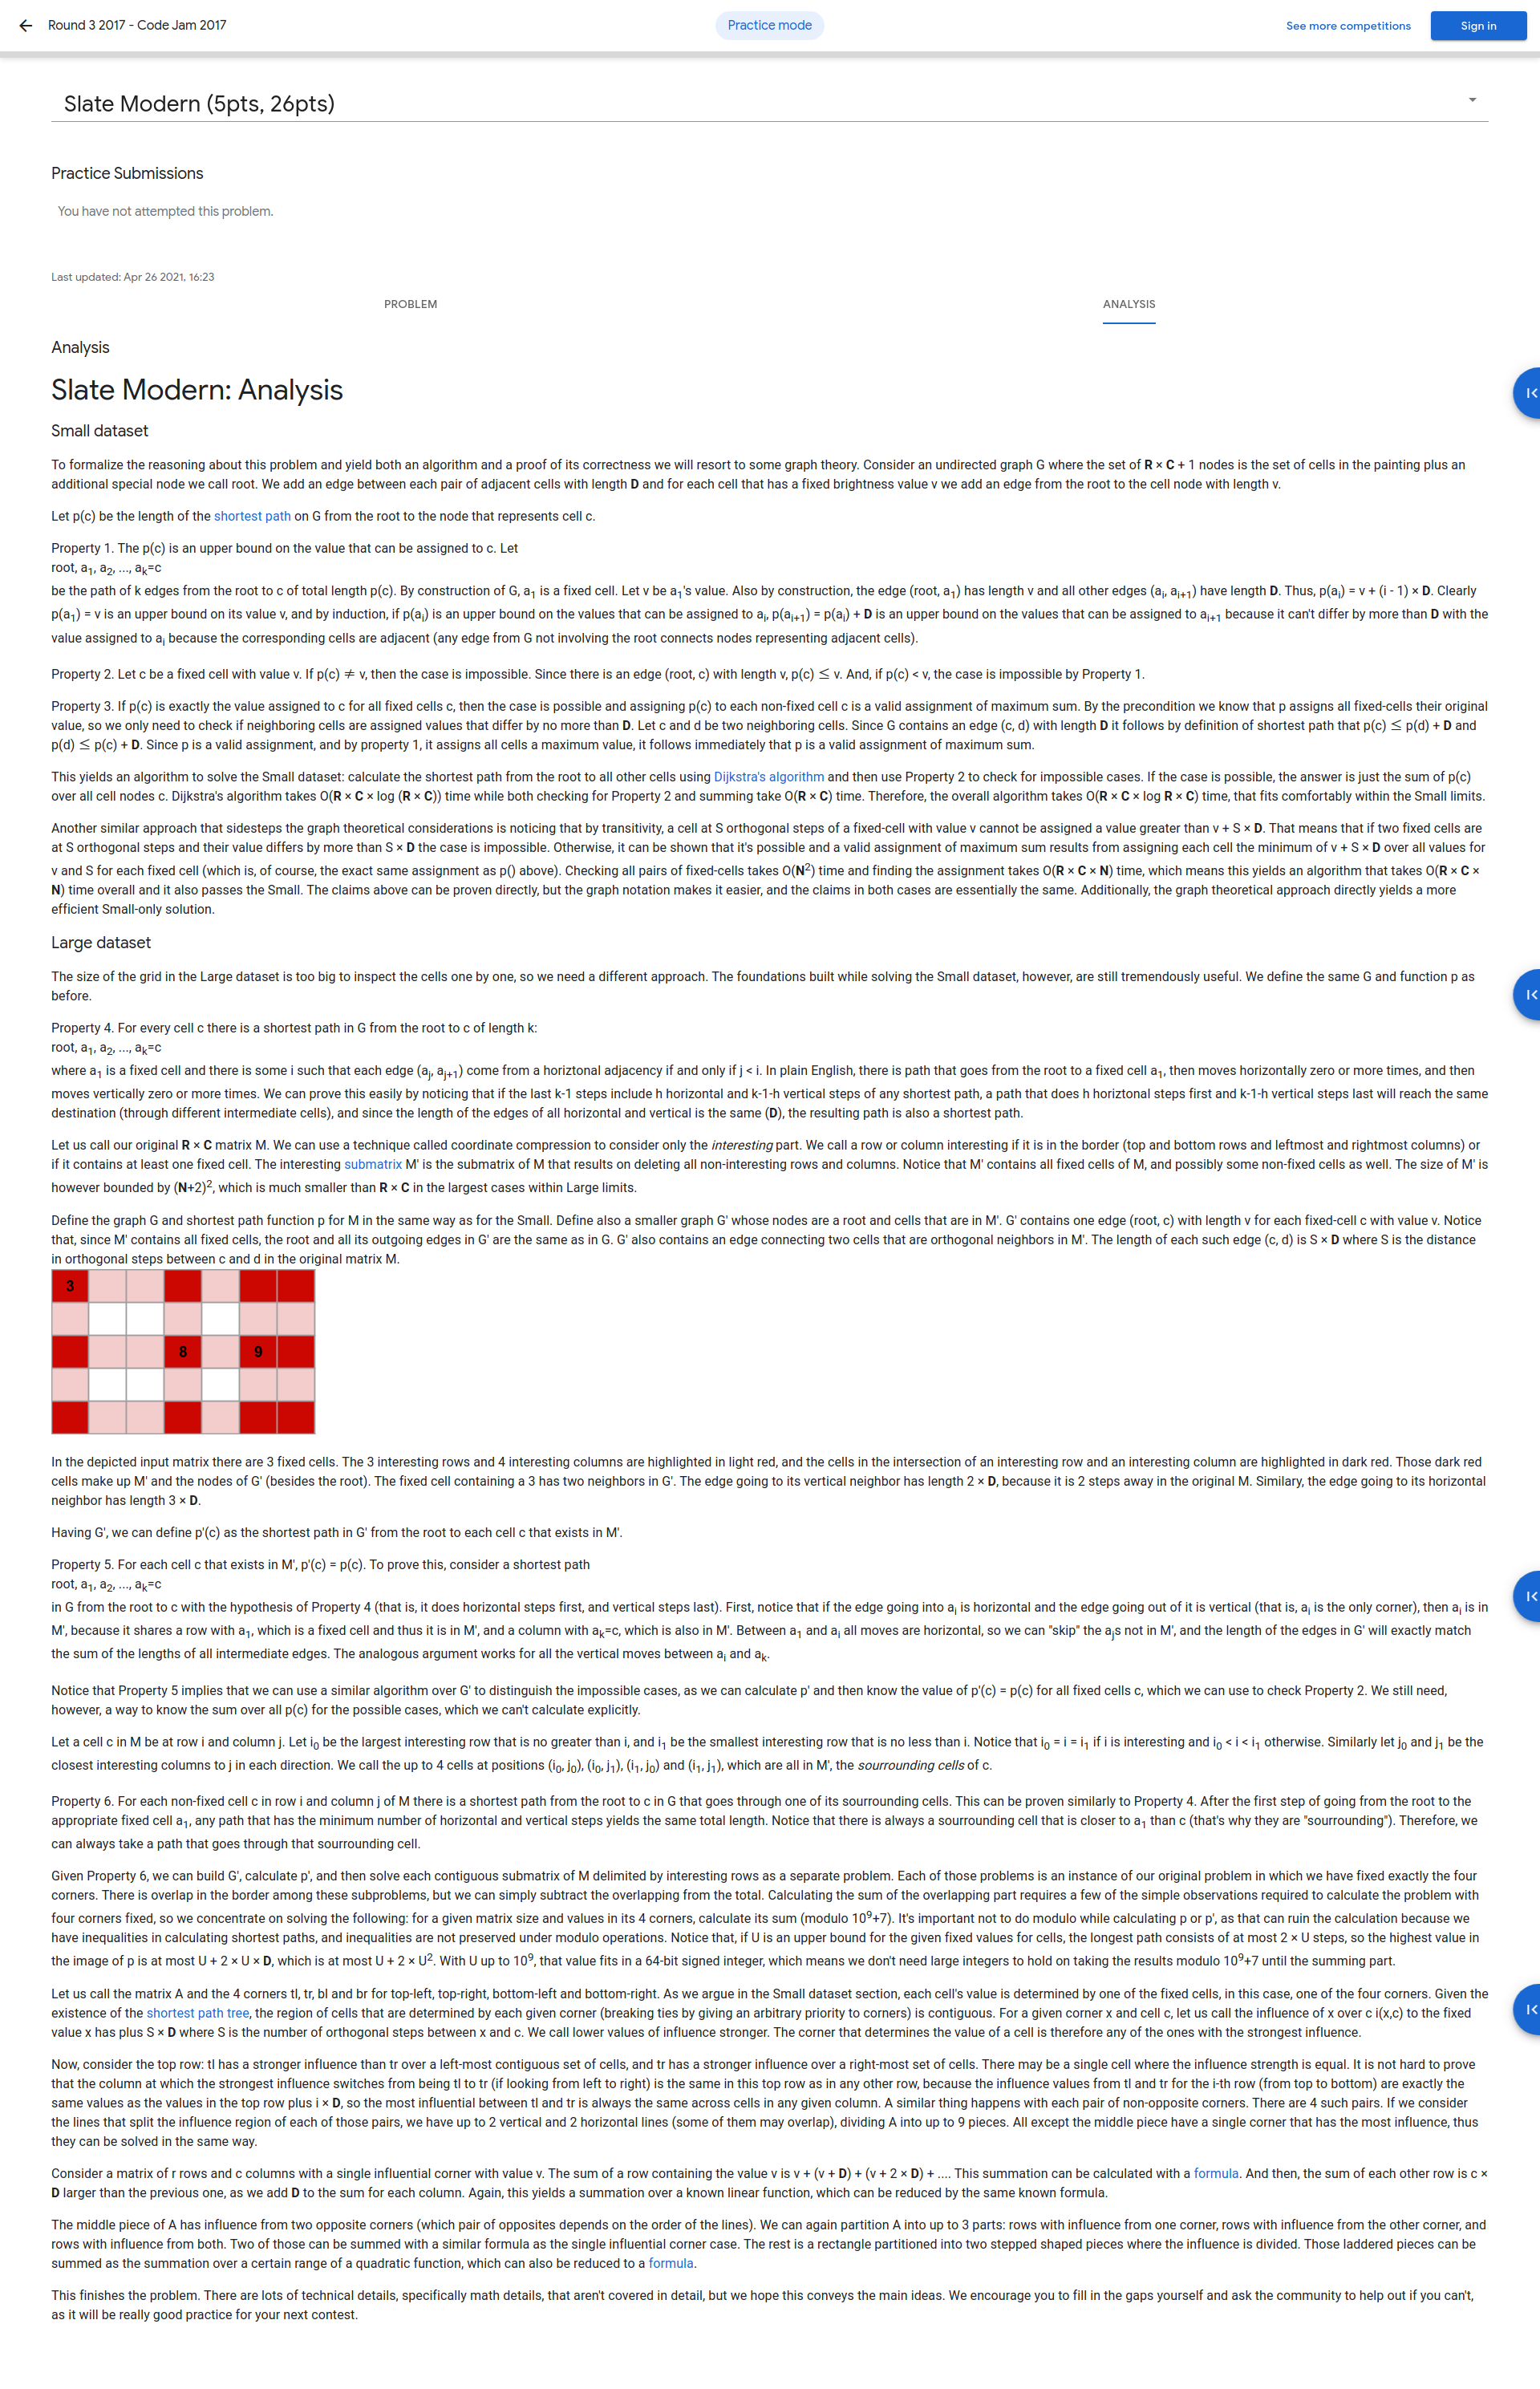 Round 3 2017 - Code Jam 2017
Practice mode
See more competitions
Sign in
Slate Modern (5pts, 26pts)
Practice Submissions
You have not attempted this problem.
Last updated: Apr 26 2021, 16:23
PROBLEM
ANALYSIS
Analysis
Slate Modern: Analysis
Small dataset
To formalize the reasoning about this problem and yield both an algorithm and a proof of its correctness we will resort to some graph theory. Consider an undirected graph G where the set of R × C + 1 nodes is the set of cells in the painting plus an
additional special node we call root. We add an edge between each pair of adjacent cells with length D and for each cell that has a fixed brightness value v we add an edge from the root to the cell node with length v.
Let p(c) be the length of the shortest path on G from the root to the node that represents cell c.
Property 1. The p(c) is an upper bound on the value that can be assigned to c. Let
root, a1, a2, ..., ak=c
be the path of k edges from the root to c of total length p(c). By construction of G, a1 is a fixed cell. Let v be a1's value. Also by construction, the edge (root, a1) has length v and all other edges (ai, ai+1) have length D. Thus, p(ai) = v + (i - 1) × D. Clearly
p(a1) = v is an upper bound on its value v, and by induction, if p(ai) is an upper bound on the values that can be assigned to ai, p(ai+1) = p(ai) + D is an upper bound on the values that can be assigned to ai+1 because it can't differ by more than D with the
value assigned to ai because the corresponding cells are adjacent (any edge from G not involving the root connects nodes representing adjacent cells).
Property 2. Let c be a fixed cell with value v. If p(c) ≠ v, then the case is impossible. Since there is an edge (root, c) with length v, p(c) ≤ v. And, if p(c) < v, the case is impossible by Property 1.
Property 3. If p(c) is exactly the value assigned to c for all fixed cells c, then the case is possible and assigning p(c) to each non-fixed cell c is a valid assignment of maximum sum. By the precondition we know that p assigns all fixed-cells their original
value, so we only need to check if neighboring cells are assigned values that differ by no more than D. Let c and d be two neighboring cells. Since G contains an edge (c, d) with length D it follows by definition of shortest path that p(c) ≤ p(d) + D and
p(d) ≤ p(c) + D. Since p is a valid assignment, and by property 1, it assigns all cells a maximum value, it follows immediately that p is a valid assignment of maximum sum.
This yields an algorithm to solve the Small dataset: calculate the shortest path from the root to all other cells using Dijkstra's algorithm and then use Property 2 to check for impossible cases. If the case is possible, the answer is just the sum of p(c)
over all cell nodes c. Dijkstra's algorithm takes O(R × C × log (R × C)) time while both checking for Property 2 and summing take O(R × C) time. Therefore, the overall algorithm takes O(R × C × log R × C) time, that fits comfortably within the Small limits.
Another similar approach that sidesteps the graph theoretical considerations is noticing that by transitivity, a cell at S orthogonal steps of a fixed-cell with value v cannot be assigned a value greater than v + S × D. That means that if two fixed cells are
at S orthogonal steps and their value differs by more than S × D the case is impossible. Otherwise, it can be shown that it's possible and a valid assignment of maximum sum results from assigning each cell the minimum of v + S × D over all values for
v and S for each fixed cell (which is, of course, the exact same assignment as p() above). Checking all pairs of fixed-cells takes O(N2) time and finding the assignment takes O(R × C × N) time, which means this yields an algorithm that takes O(R × C ×
N) time overall and it also passes the Small. The claims above can be proven directly, but the graph notation makes it easier, and the claims in both cases are essentially the same. Additionally, the graph theoretical approach directly yields a more
efficient Small-only solution.
Large dataset
The size of the grid in the Large dataset is too big to inspect the cells one by one, so we need a different approach. The foundations built while solving the Small dataset, however, are still tremendously useful. We define the same G and function p as
before.
Property 4. For every cell c there is a shortest path in G from the root to c of length k:
root, a1, a2, ..., ak=c
where a1 is a fixed cell and there is some i such that each edge (aj, aj+1) come from a horiztonal adjacency if and only if j < i. In plain English, there is path that goes from the root to a fixed cell a1, then moves horizontally zero or more times, and then
moves vertically zero or more times. We can prove this easily by noticing that if the last k-1 steps include h horizontal and k-1-h vertical steps of any shortest path, a path that does h horiztonal steps first and k-1-h vertical steps last will reach the same
destination (through different intermediate cells), and since the length of the edges of all horizontal and vertical is the same (D), the resulting path is also a shortest path.
Let us call our original R × C matrix M. We can use a technique called coordinate compression to consider only the interesting part. We call a row or column interesting if it is in the border (top and bottom rows and leftmost and rightmost columns) or
if it contains at least one fixed cell. The interesting submatrix M' is the submatrix of M that results on deleting all non-interesting rows and columns. Notice that M' contains all fixed cells of M, and possibly some non-fixed cells as well. The size of M' is
however bounded by (N+2)2, which is much smaller than R × C in the largest cases within Large limits.
Define the graph G and shortest path function p for M in the same way as for the Small. Define also a smaller graph G' whose nodes are a root and cells that are in M'. G' contains one edge (root, c) with length v for each fixed-cell c with value v. Notice
that, since M' contains all fixed cells, the root and all its outgoing edges in G' are the same as in G. G' also contains an edge connecting two cells that are orthogonal neighbors in M'. The length of each such edge (c, d) is S × D where S is the distance
in orthogonal steps between c and d in the original matrix M.
3
8 9
In the depicted input matrix there are 3 fixed cells. The 3 interesting rows and 4 interesting columns are highlighted in light red, and the cells in the intersection of an interesting row and an interesting column are highlighted in dark red. Those dark red
cells make up M' and the nodes of G' (besides the root). The fixed cell containing a 3 has two neighbors in G'. The edge going to its vertical neighbor has length 2 × D, because it is 2 steps away in the original M. Similary, the edge going to its horizontal
neighbor has length 3 × D.
Having G', we can define p'(c) as the shortest path in G' from the root to each cell c that exists in M'.
Property 5. For each cell c that exists in M', p'(c) = p(c). To prove this, consider a shortest path
root, a1, a2, ..., ak=c
in G from the root to c with the hypothesis of Property 4 (that is, it does horizontal steps first, and vertical steps last). First, notice that if the edge going into ai is horizontal and the edge going out of it is vertical (that is, ai is the only corner), then ai is in
M', because it shares a row with a1, which is a fixed cell and thus it is in M', and a column with ak=c, which is also in M'. Between a1 and ai all moves are horizontal, so we can "skip" the ajs not in M', and the length of the edges in G' will exactly match
the sum of the lengths of all intermediate edges. The analogous argument works for all the vertical moves between ai and ak.
Notice that Property 5 implies that we can use a similar algorithm over G' to distinguish the impossible cases, as we can calculate p' and then know the value of p'(c) = p(c) for all fixed cells c, which we can use to check Property 2. We still need,
however, a way to know the sum over all p(c) for the possible cases, which we can't calculate explicitly.
Let a cell c in M be at row i and column j. Let i0 be the largest interesting row that is no greater than i, and i1 be the smallest interesting row that is no less than i. Notice that i0 = i = i1 if i is interesting and i0 < i < i1 otherwise. Similarly let j0 and j1 be the
closest interesting columns to j in each direction. We call the up to 4 cells at positions (i0, j0), (i0, j1), (i1, j0) and (i1, j1), which are all in M', the sourrounding cells of c.
Property 6. For each non-fixed cell c in row i and column j of M there is a shortest path from the root to c in G that goes through one of its sourrounding cells. This can be proven similarly to Property 4. After the first step of going from the root to the
appropriate fixed cell a1, any path that has the minimum number of horizontal and vertical steps yields the same total length. Notice that there is always a sourrounding cell that is closer to a1 than c (that's why they are "sourrounding"). Therefore, we
can always take a path that goes through that sourrounding cell.
Given Property 6, we can build G', calculate p', and then solve each contiguous submatrix of M delimited by interesting rows as a separate problem. Each of those problems is an instance of our original problem in which we have fixed exactly the four
corners. There is overlap in the border among these subproblems, but we can simply subtract the overlapping from the total. Calculating the sum of the overlapping part requires a few of the simple observations required to calculate the problem with
four corners fixed, so we concentrate on solving the following: for a given matrix size and values in its 4 corners, calculate its sum (modulo 109+7). It's important not to do modulo while calculating p or p', as that can ruin the calculation because we
have inequalities in calculating shortest paths, and inequalities are not preserved under modulo operations. Notice that, if U is an upper bound for the given fixed values for cells, the longest path consists of at most 2 × U steps, so the highest value in
the image of p is at most U + 2 × U × D, which is at most U + 2 × U2. With U up to 109, that value fits in a 64-bit signed integer, which means we don't need large integers to hold on taking the results modulo 109+7 until the summing part.
Let us call the matrix A and the 4 corners tl, tr, bl and br for top-left, top-right, bottom-left and bottom-right. As we argue in the Small dataset section, each cell's value is determined by one of the fixed cells, in this case, one of the four corners. Given the
existence of the shortest path tree, the region of cells that are determined by each given corner (breaking ties by giving an arbitrary priority to corners) is contiguous. For a given corner x and cell c, let us call the influence of x over c i(x,c) to the fixed
value x has plus S × D where S is the number of orthogonal steps between x and c. We call lower values of influence stronger. The corner that determines the value of a cell is therefore any of the ones with the strongest influence.
Now, consider the top row: tl has a stronger influence than tr over a left-most contiguous set of cells, and tr has a stronger influence over a right-most set of cells. There may be a single cell where the influence strength is equal. It is not hard to prove
that the column at which the strongest influence switches from being tl to tr (if looking from left to right) is the same in this top row as in any other row, because the influence values from tl and tr for the i-th row (from top to bottom) are exactly the
same values as the values in the top row plus i × D, so the most influential between tl and tr is always the same across cells in any given column. A similar thing happens with each pair of non-opposite corners. There are 4 such pairs. If we consider
the lines that split the influence region of each of those pairs, we have up to 2 vertical and 2 horizontal lines (some of them may overlap), dividing A into up to 9 pieces. All except the middle piece have a single corner that has the most influence, thus
they can be solved in the same way.
Consider a matrix of r rows and c columns with a single influential corner with value v. The sum of a row containing the value v is v + (v + D) + (v + 2 × D) + .... This summation can be calculated with a formula. And then, the sum of each other row is c ×
D larger than the previous one, as we add D to the sum for each column. Again, this yields a summation over a known linear function, which can be reduced by the same known formula.
The middle piece of A has influence from two opposite corners (which pair of opposites depends on the order of the lines). We can again partition A into up to 3 parts: rows with influence from one corner, rows with influence from the other corner, and
rows with influence from both. Two of those can be summed with a similar formula as the single influential corner case. The rest is a rectangle partitioned into two stepped shaped pieces where the influence is divided. Those laddered pieces can be
summed as the summation over a certain range of a quadratic function, which can also be reduced to a formula.
This finishes the problem. There are lots of technical details, specifically math details, that aren't covered in detail, but we hope this conveys the main ideas. We encourage you to fill in the gaps yourself and ask the community to help out if you can't,
as it will be really good practice for your next contest.